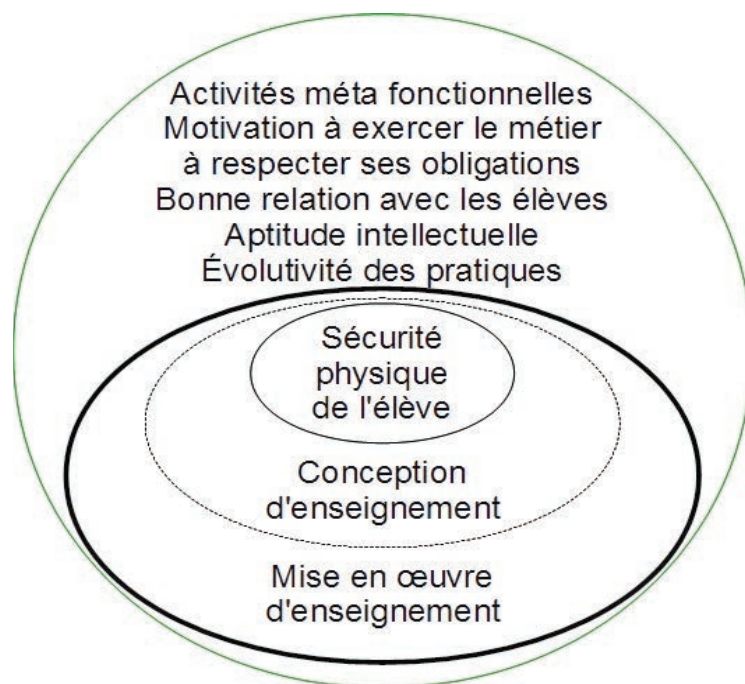 Activités méta fonctionnelles
Motivation à exercer le métier
à respecter ses obligations
Bonne relation avec les élèves
Aptitude intellectuelle
Évolutivité des pratiques
Sécurité
physique
de l'élève
Conception
d'enseignement
Mise en œuvre
d'enseignement